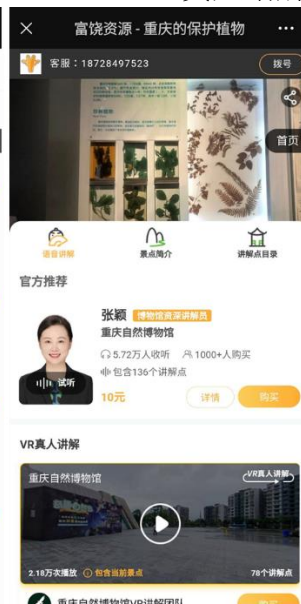 富饶资源 - 重庆的保护植物
客服：18728497523
拨号
首页
语音讲解
景点简介
讲解点目录
官方推荐
张颖 博物馆资深讲解员
重庆自然博物馆
5.72万人收听 1000+人购买
包含136个讲解点
试听
10元
详情
购买
VR真人讲解
重庆自然博物馆
VR真人讲解
2.18万次播放
包含当前景点
78个讲解点
重庆自然博物馆VR讲解团队
购买